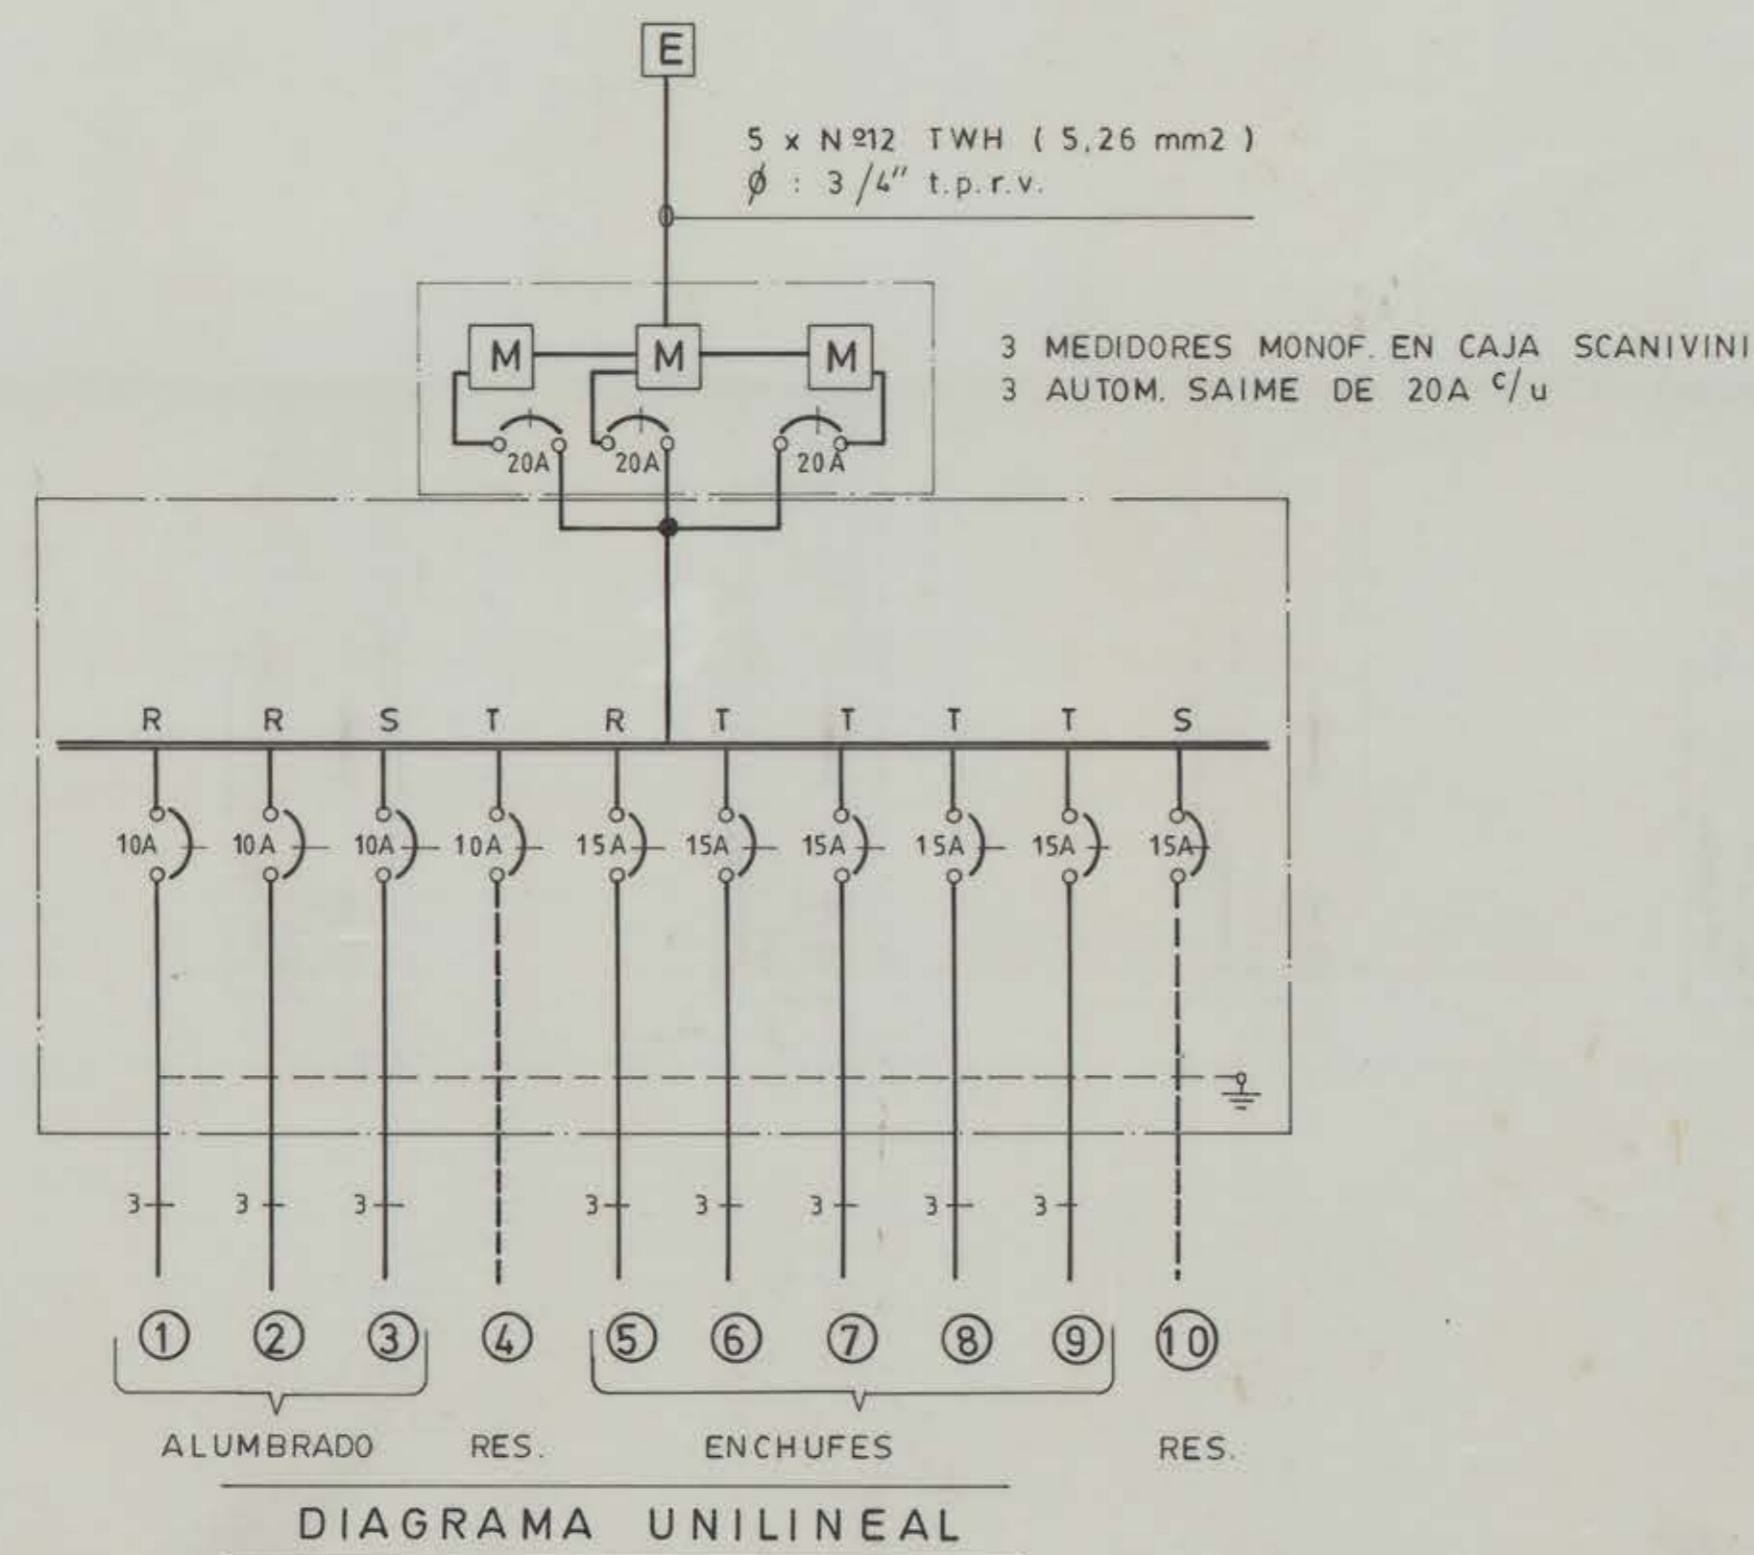 E
5 x Nº12 TWH ( 5,26 mm2 )
ø : 3/4" t.p.r.v.
M M M
3 MEDIDORES MONOF. EN CAJA SCANIVINI
3 AUTOM. SAIME DE 20A c/u
20A 20A 20A
R R S T R T T T T S
10A 10A 10A 10A 15A 15A 15A 15A 15A 15A
3 3 3 3 3 3 3 3
1 2 3 4 5 6 7 8 9 10
ALUMBRADO RES. ENCHUFES RES.
DIAGRAMA UNILINEAL